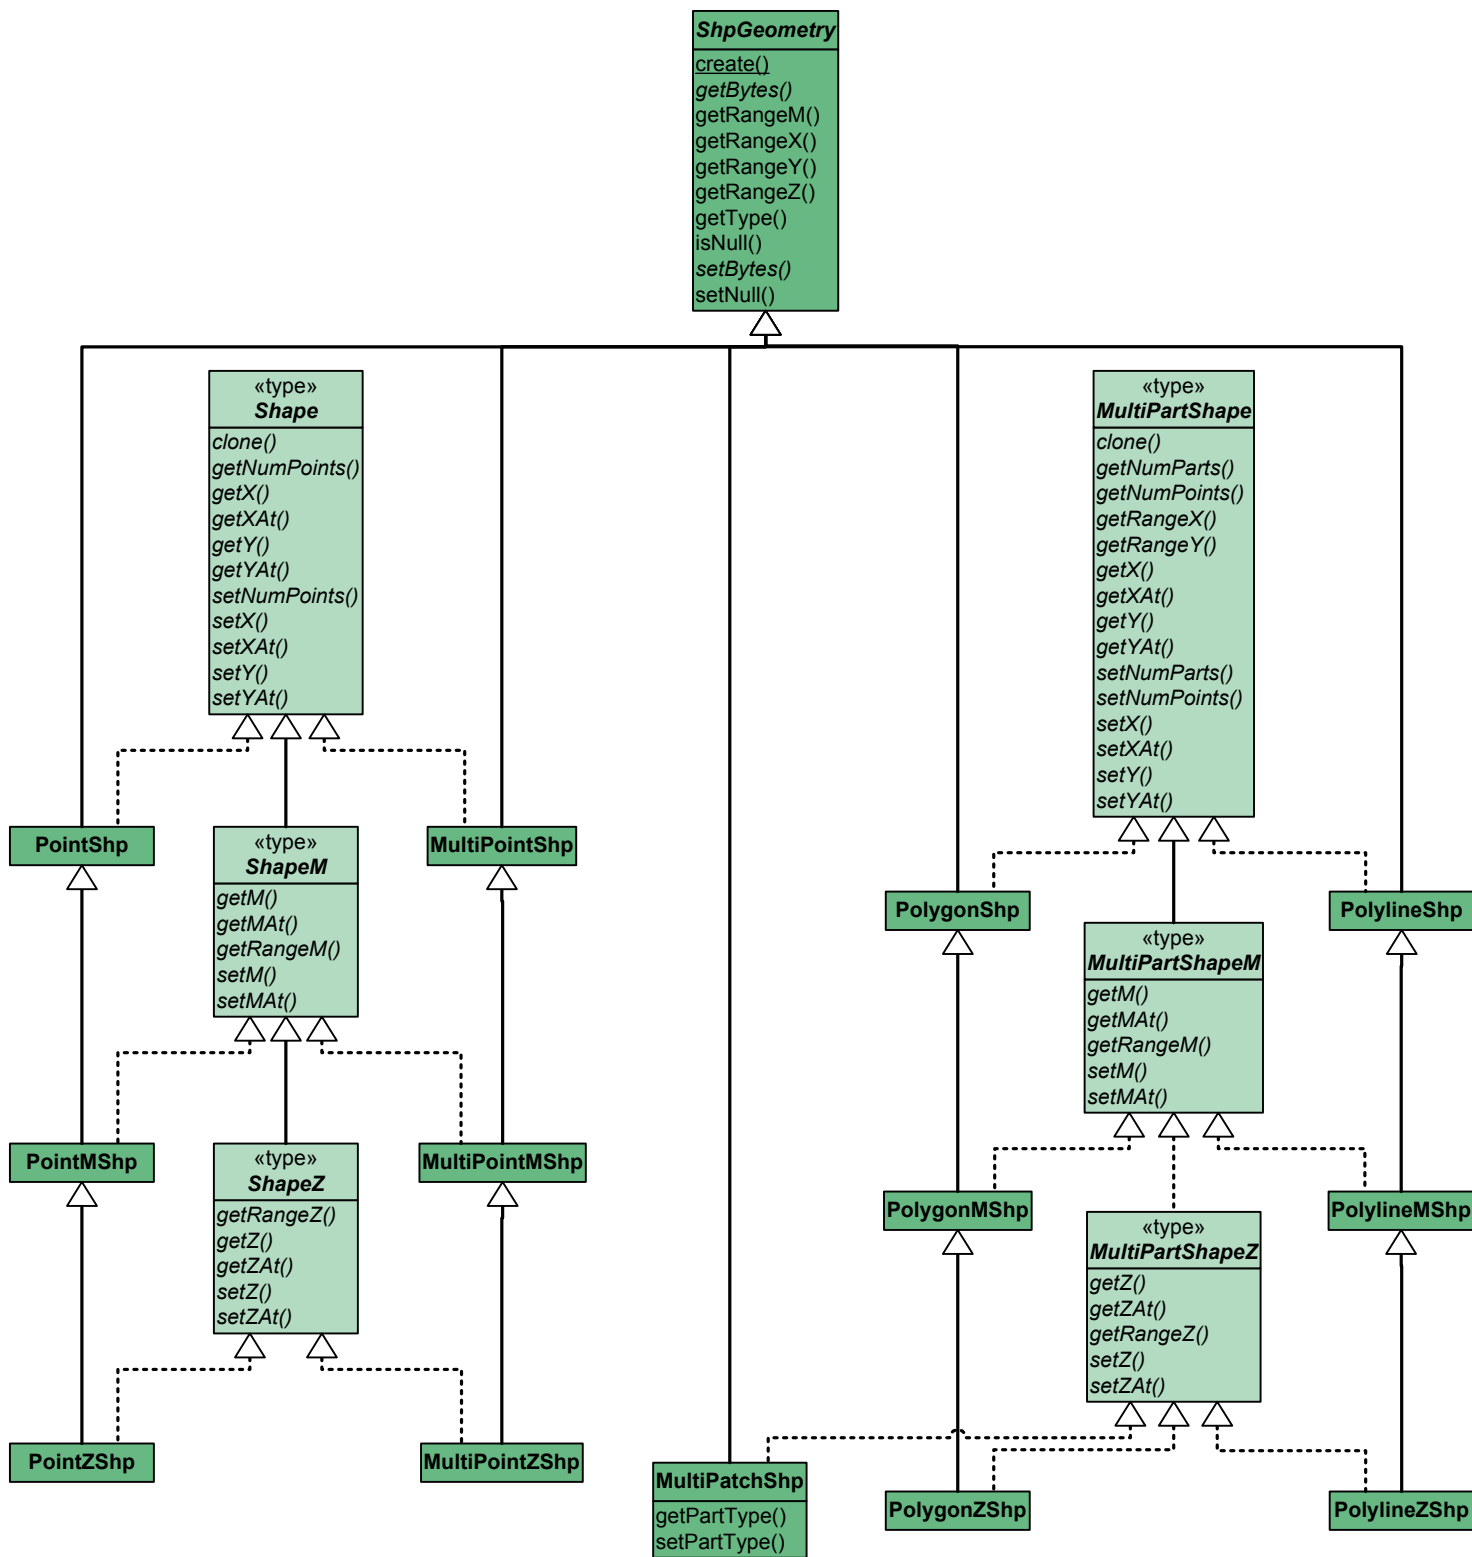 ShpGeometry
create()
getBytes()
getRangeM()
getRangeX()
getRangeY()
getRangeZ()
getType()
isNull()
setBytes()
setNull()
«type»
Shape
clone()
getNumPoints()
getX()
getXAt()
getY()
getYAt()
setNumPoints()
setX()
setXAt()
setY()
setYAt()
«type»
MultiPartShape
clone()
getNumParts()
getNumPoints()
getRangeX()
getRangeY()
getX()
getXAt()
getY()
getYAt()
setNumParts()
setNumPoints()
setX()
setXAt()
setY()
setYAt()
PointShp
«type»
ShapeM
getM()
getMAt()
getRangeM()
setM()
setMAt()
MultiPointShp
PolygonShp
«type»
MultiPartShapeM
getM()
getMAt()
getRangeM()
setM()
setMAt()
PolylineShp
PointMShp
«type»
ShapeZ
getRangeZ()
getZ()
getZAt()
setZ()
setZAt()
MultiPointMShp
PolygonMShp
«type»
MultiPartShapeZ
getZ()
getZAt()
getRangeZ()
setZ()
setZAt()
PolylineMShp
PointZShp
MultiPointZShp
MultiPatchShp
getPartType()
setPartType()
PolygonZShp
PolylineZShp